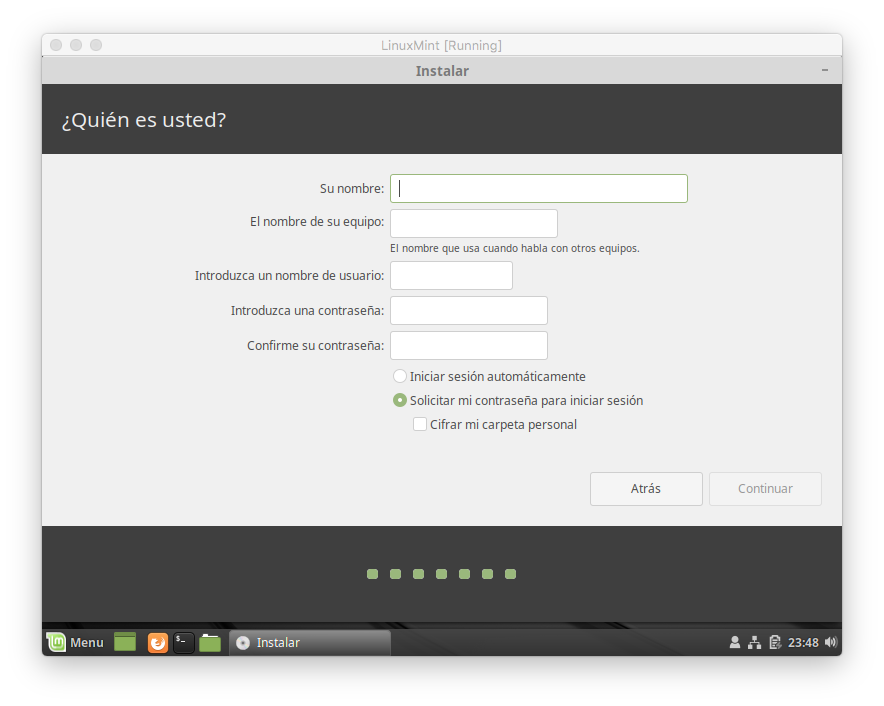 LinuxMint [Running]
Instalar
¿Quién es usted?
Su nombre:
El nombre de su equipo:
El nombre que usa cuando habla con otros equipos.
Introduzca un nombre de usuario:
Introduzca una contraseña:
Confirme su contraseña:
Iniciar sesión automáticamente
Solicitar mi contraseña para iniciar sesión
Cifrar mi carpeta personal
Atrás Continuar
Menu $- Instalar 23:48